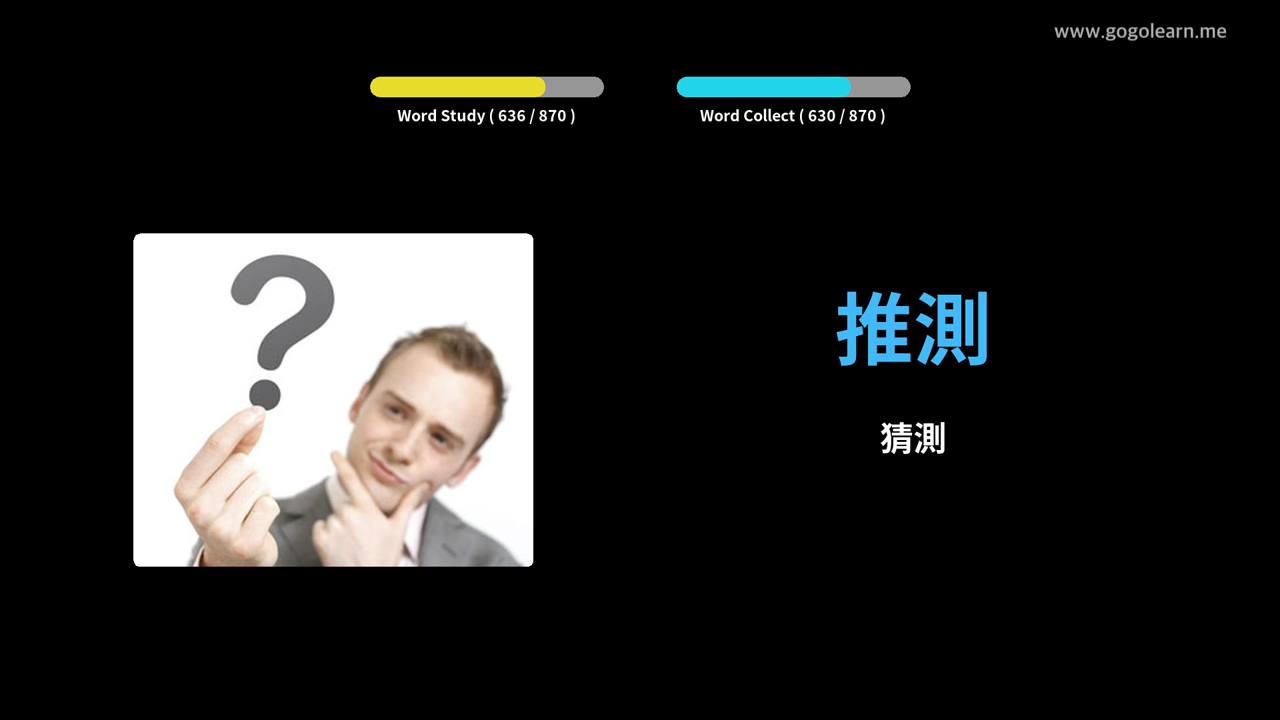 www.gogolearn.me
Word Study ( 636 / 870 )
Word Collect ( 630 / 870 )
?
推測
猜測